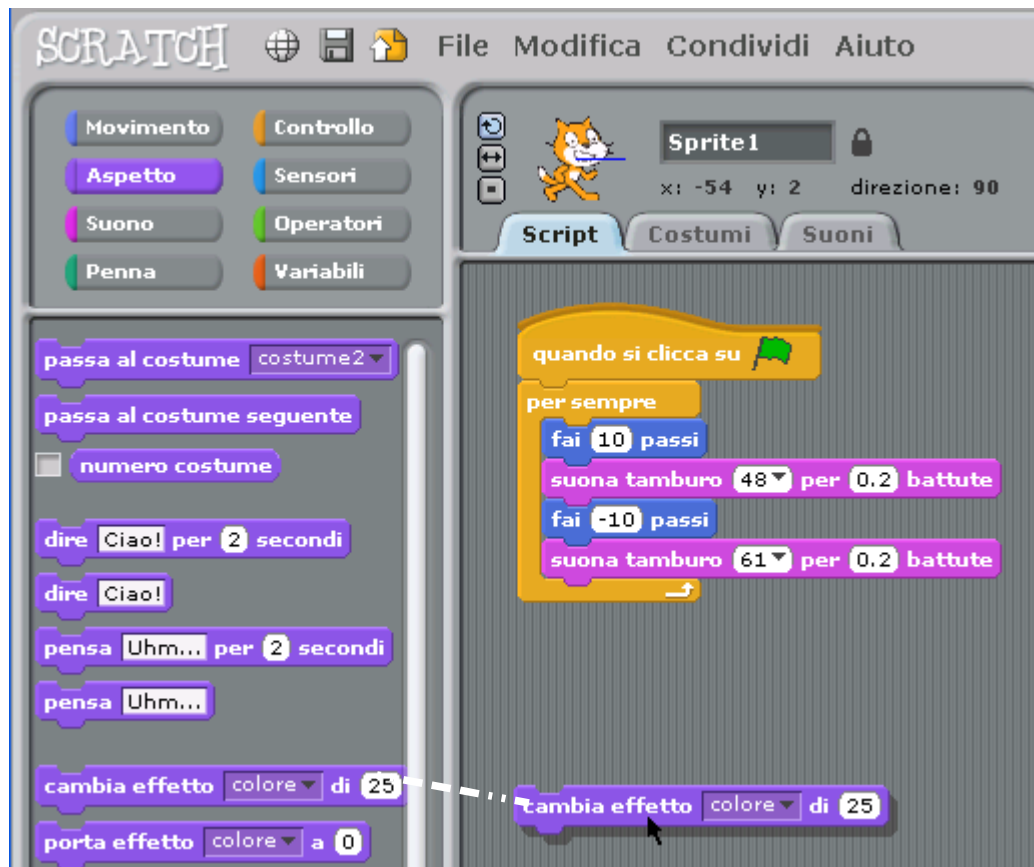 SCRATCH File Modifica Condividi Aiuto
Movimento Controllo
Aspetto Sensori
Suono Operatori
Penna Variabili
passa al costume costume2
passa al costume seguente
numero costume
dire Ciao! per 2 secondi
dire Ciao!
pensa Uhm... per 2 secondi
pensa Uhm...
cambia effetto colore di 25
porta effetto colore a 0
Sprite1
x: -54 y: 2 direzione: 90
Script Costumi Suoni
quando si clicca su
per sempre
fai 10 passi
suona tamburo 48 per 0.2 battute
fai -10 passi
suona tamburo 61 per 0.2 battute
cambia effetto colore di 25